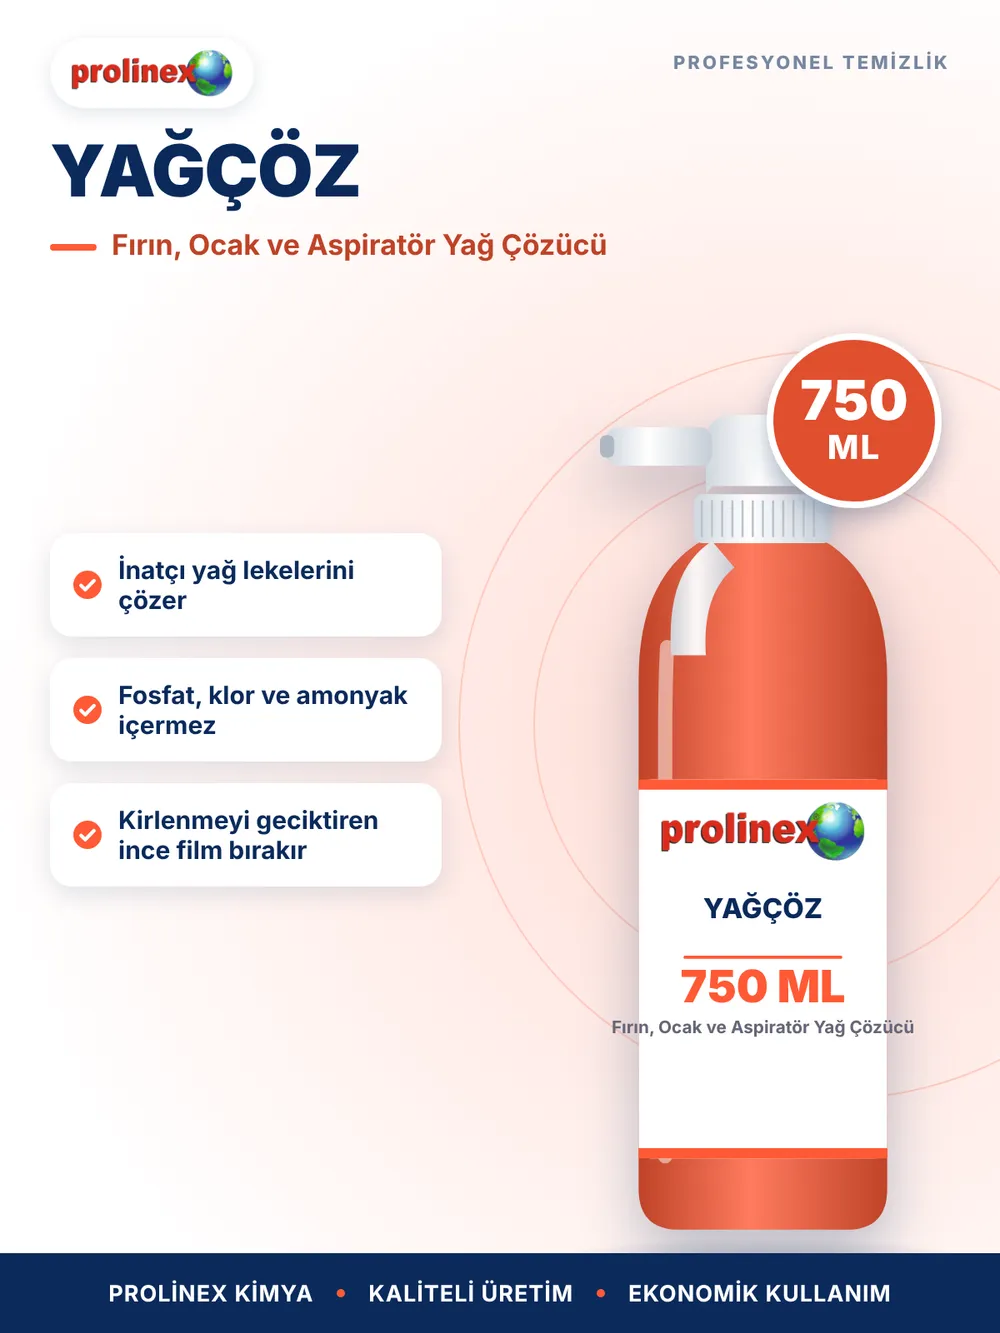 prolinex
PROFESYONEL TEMİZLİK
YAĞÇÖZ
Fırın, Ocak ve Aspiratör Yağ Çözücü
750
ML
İnatçı yağ lekelerini
çözer
Fosfat, klor ve amonyak
içermez
Kirlenmeyi geciktiren
ince film bırakır
prolinex
YAĞÇÖZ
750 ML
Fırın, Ocak ve Aspiratör Yağ Çözücü
PROLİNEX KİMYA • KALİTELİ ÜRETİM • EKONOMİK KULLANIM